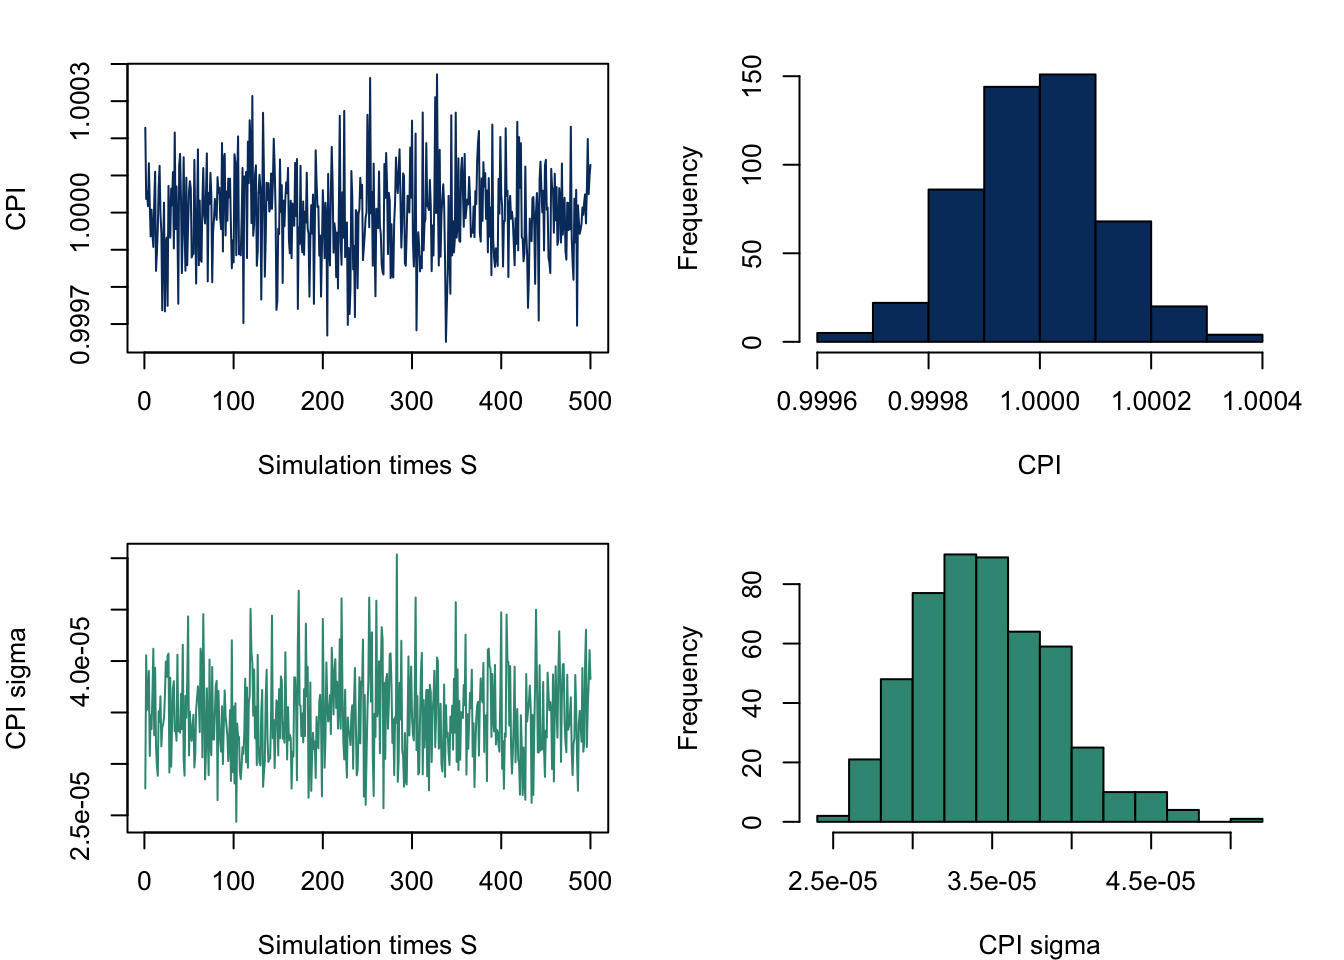 CPI
1.0003
1.0000
0.9997
0 100 200 300 400 500
Simulation times S
Frequency
150
100
50
0
0.9996 0.9998 1.0000 1.0002 1.0004
CPI
CPI sigma
4.0e-05
2.5e-05
0 100 200 300 400 500
Simulation times S
Frequency
80
60
40
20
0
2.5e-05 3.5e-05 4.5e-05
CPI sigma